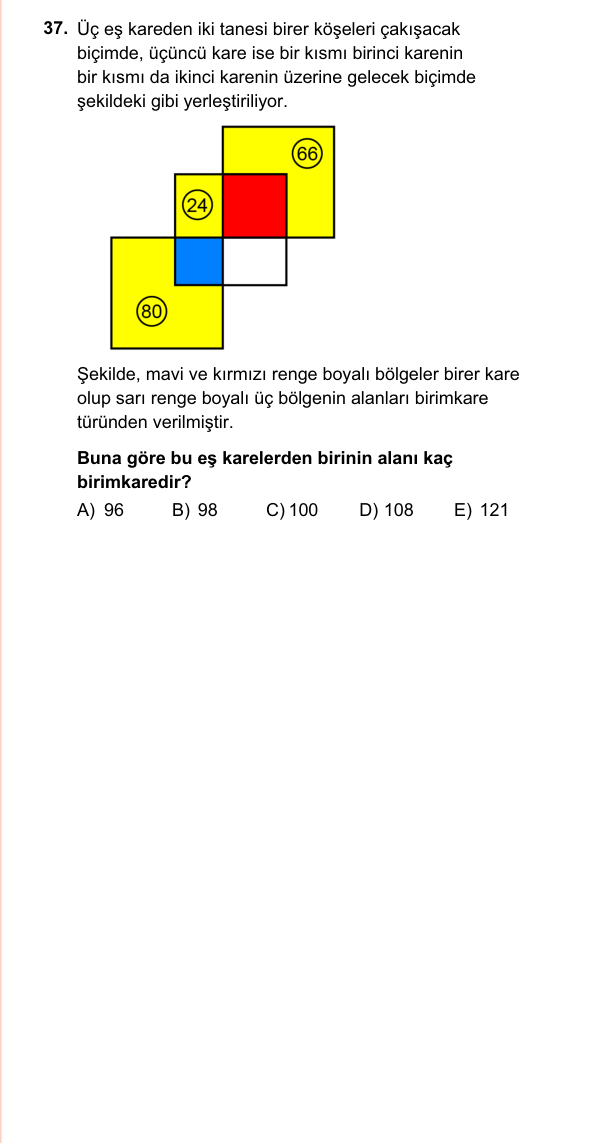 37. Üç eş kareden iki tanesi birer köşeleri çakışacak
biçimde, üçüncü kare ise bir kısmı birinci karenin
bir kısmı da ikinci karenin üzerine gelecek biçimde
şekildeki gibi yerleştiriliyor.
66
24
80
Şekilde, mavi ve kırmızı renge boyalı bölgeler birer kare
olup sarı renge boyalı üç bölgenin alanları birimkare
türünden verilmiştir.
Buna göre bu eş karelerden birinin alanı kaç
birimkaredir?
A) 96 B) 98 C) 100 D) 108 E) 121